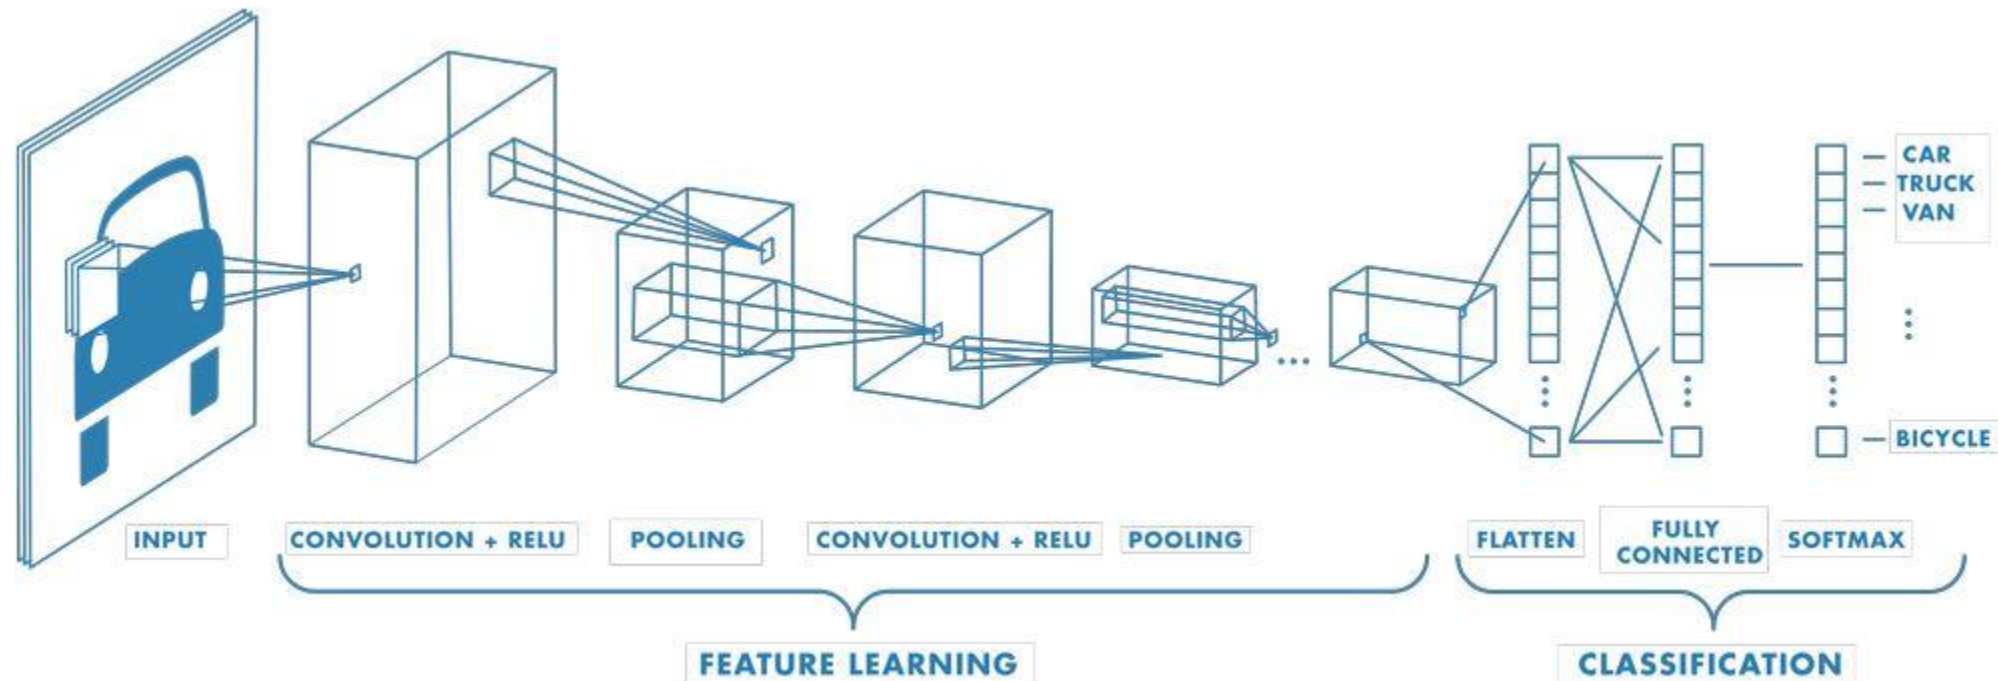 CAR
TRUCK
VAN
BICYCLE
INPUT
CONVOLUTION + RELU
POOLING
CONVOLUTION + RELU
POOLING
FLATTEN
FULLY
CONNECTED
SOFTMAX
FEATURE LEARNING
CLASSIFICATION